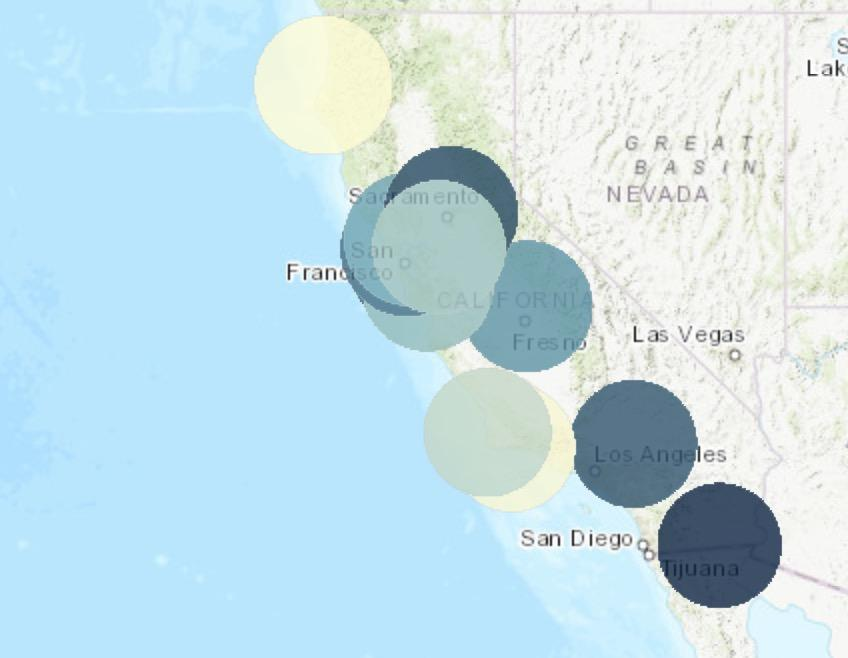 S
Lak
GREAT
BASIN
NEVADA
Sacramento
San
Francisco
CALIFORNIA
Fresno
Las Vegas
Los Angeles
San Diego
Tijuana